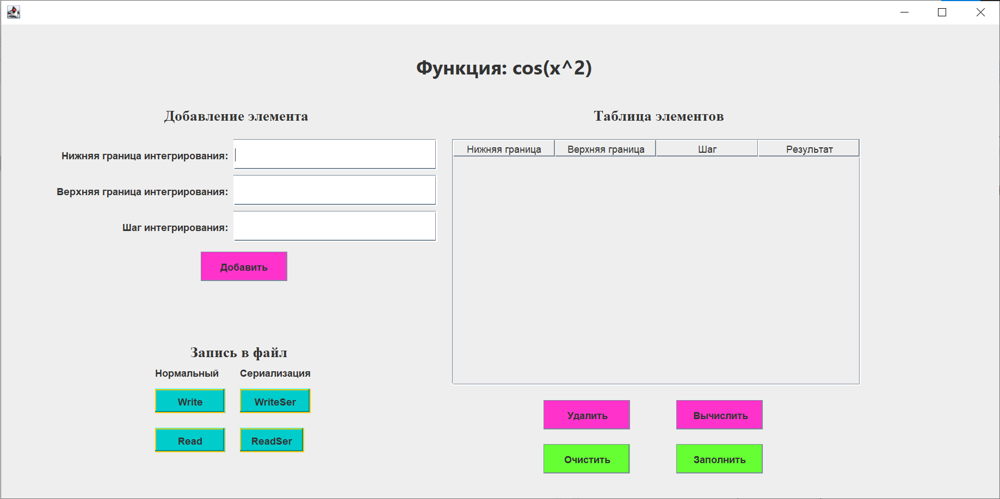 Функция: cos(x^2)
Добавление элемента
Нижняя граница интегрирования:
Верхняя граница интегрирования:
Шаг интегрирования:
Добавить
Запись в файл
Нормальный Сериализация
Write WriteSer
Read ReadSer
Таблица элементов
Нижняя граница Верхняя граница Шаг Результат
Удалить Вычислить
Очистить Заполнить